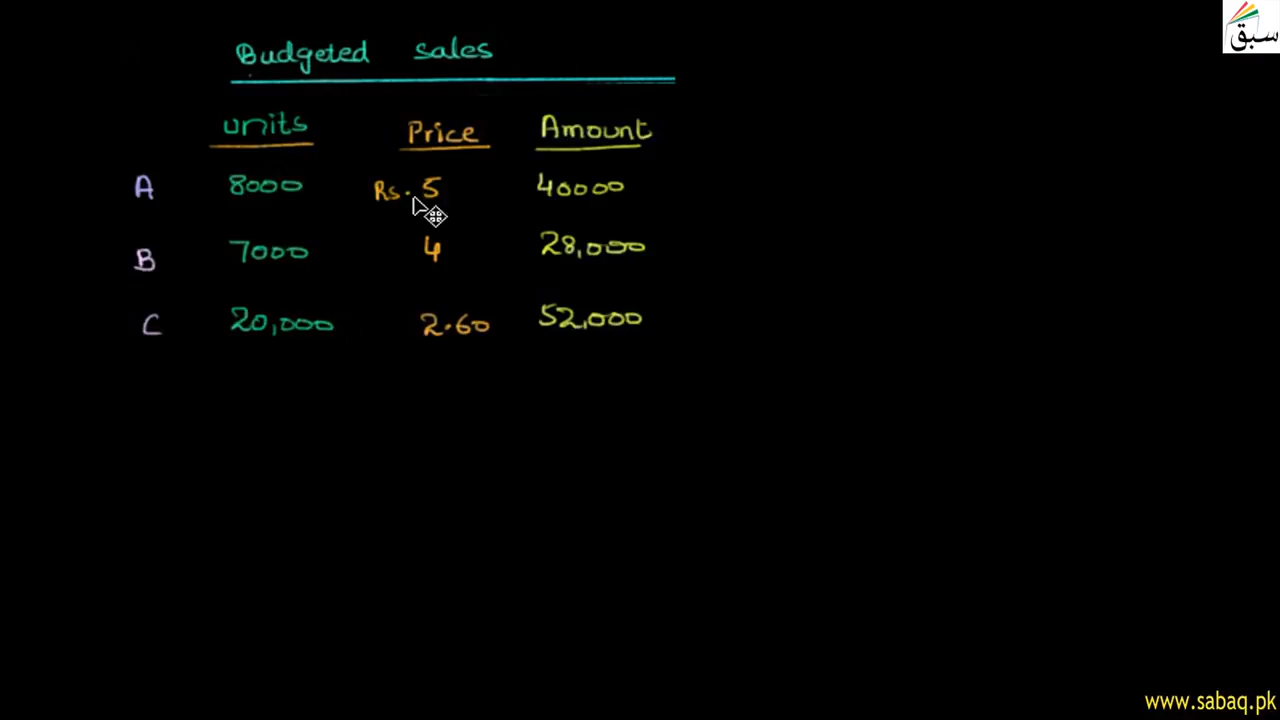 سبق
Budgeted sales
units Price Amount
A 8000 Rs. 5 40000
B 7000 4 28,000
C 20,000 2.60 52,000
www.sabaq.pk